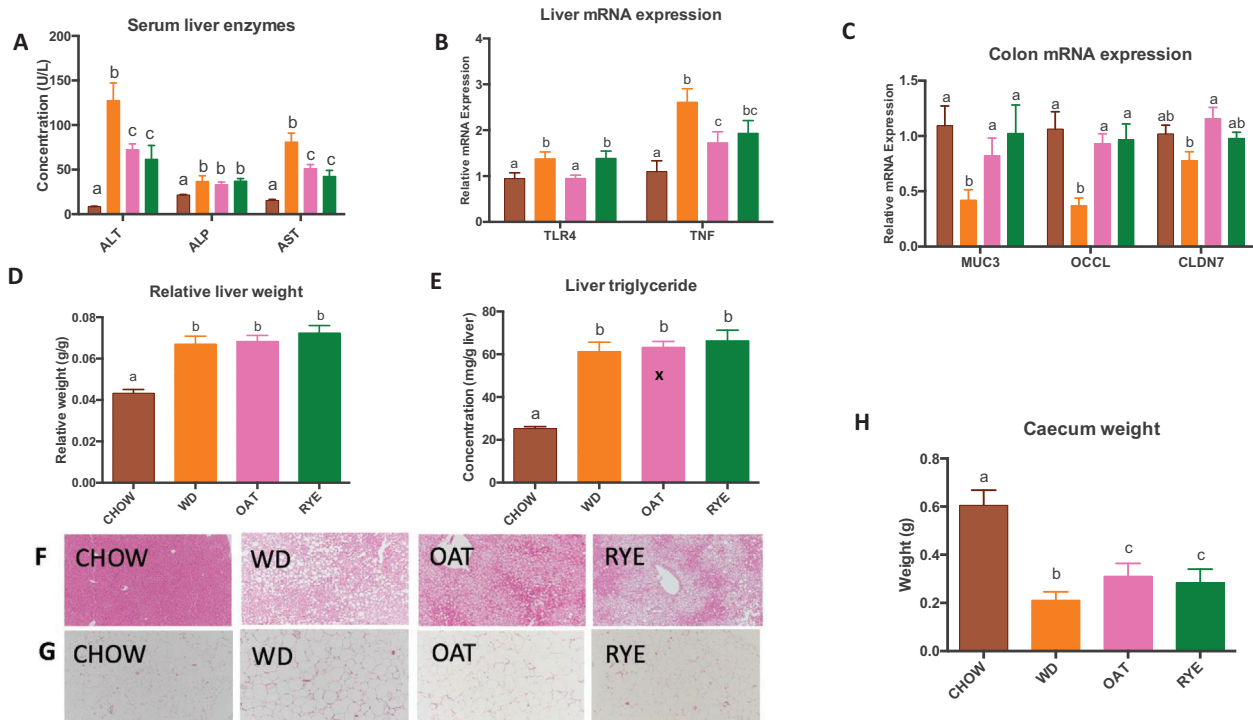 A
Serum liver enzymes
Concentration (U/L)
200
150
100
50
0
a b c c
a b b b
a b c c
ALT ALP AST
B
Liver mRNA expression
Relative mRNA Expression
4
3
2
1
0
a b a b
a b c bc
TLR4 TNF
C
Colon mRNA expression
Relative mRNA Expression
1.5
1.0
0.5
0.0
a b a a
a b a a
ab b a ab
MUC3 OCCL CLDN7
D
Relative liver weight
Relative weight (g/g)
0.08
0.06
0.04
0.02
0.00
a b b b
CHOW WD OAT RYE
E
Liver triglyceride
Concentration (mg/g liver)
80
60
40
20
0
a b b b
x
CHOW WD OAT RYE
F CHOW WD OAT RYE
G CHOW WD OAT RYE
H
Caecum weight
Weight (g)
0.8
0.6
0.4
0.2
0.0
a b c c
CHOW WD OAT RYE